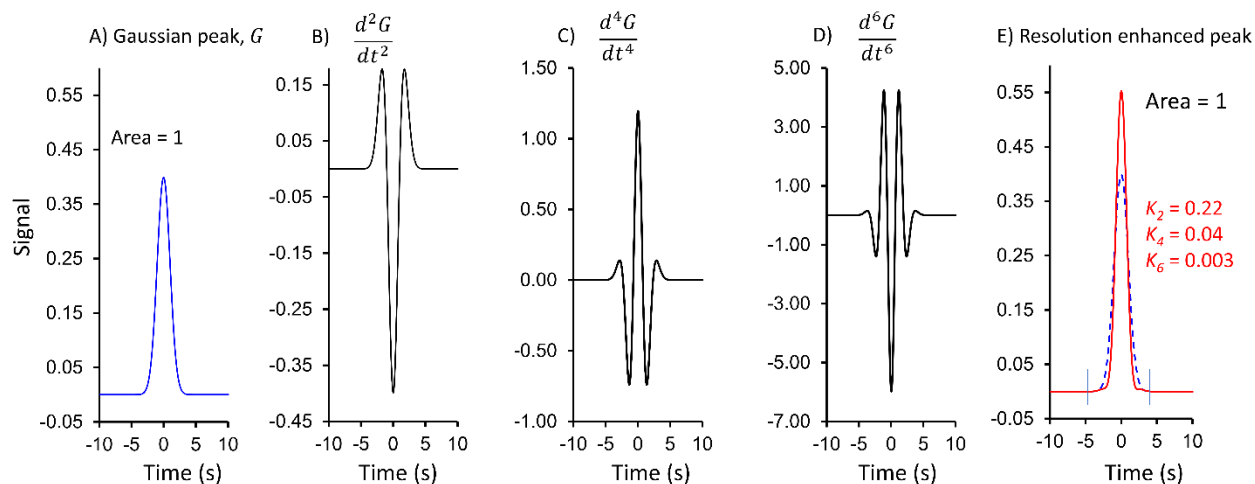 A) Gaussian peak, G
B) d²G
dt²
C) d⁴G
dt⁴
D) d⁶G
dt⁶
E) Resolution enhanced peak
Signal
0.55
0.45
0.35
0.25
0.15
0.05
-0.05
Area = 1
-10 -5 0 5 10
Time (s)
0.15
0.05
-0.05
-0.15
-0.25
-0.35
-0.45
-10 -5 0 5 10
Time (s)
1.50
1.00
0.50
0.00
-0.50
-1.00
-10 -5 0 5 10
Time (s)
5.00
3.00
1.00
-1.00
-3.00
-5.00
-7.00
-10 -5 0 5 10
Time (s)
0.55
0.45
0.35
0.25
0.15
0.05
-0.05
Area = 1
K₂ = 0.22
K₄ = 0.04
K₆ = 0.003
-10 -5 0 5 10
Time (s)